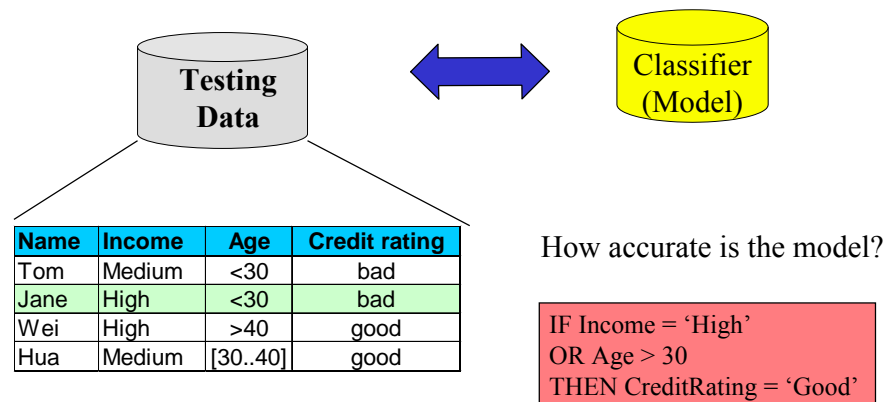 Testing
Data
Classifier
(Model)
Name Income Age Credit rating
Tom Medium <30 bad
Jane High <30 bad
Wei High >40 good
Hua Medium [30..40] good
How accurate is the model?
IF Income = ‘High’
OR Age > 30
THEN CreditRating = ‘Good’